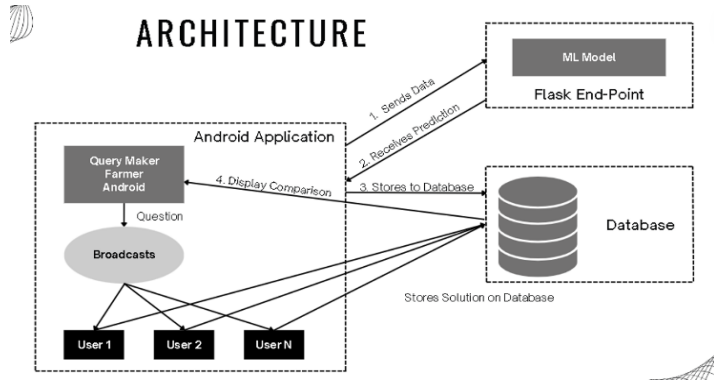 ARCHITECTURE
ML Model
Flask End-Point
1. Sends Data
2. Receives Prediction
Android Application
Query Maker
Farmer
Android
4. Display Comparison
3. Stores to Database
Question
Broadcasts
Database
Stores Solution on Database
User 1
User 2
User N